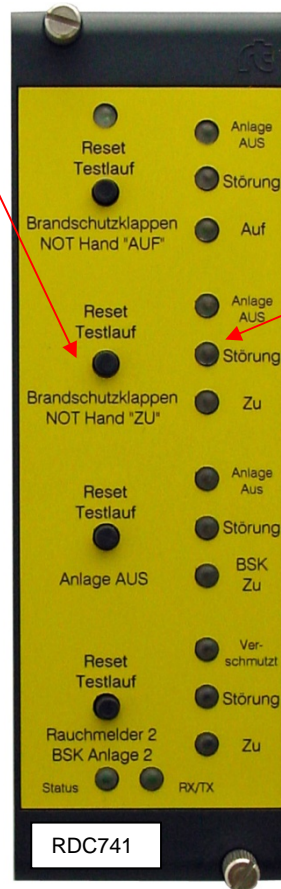 Anlage
AUS
Reset
Testlauf
Störung
Brandschutzklappen
NOT Hand "AUF"
Auf
Anlage
AUS
Reset
Testlauf
Störung
Brandschutzklappen
NOT Hand "ZU"
Zu
Anlage
Aus
Reset
Testlauf
Störung
Anlage AUS
BSK
Zu
Ver-
schmutzt
Reset
Testlauf
Störung
Rauchmelder 2
BSK Anlage 2
Zu
Status
RX/TX
RDC741